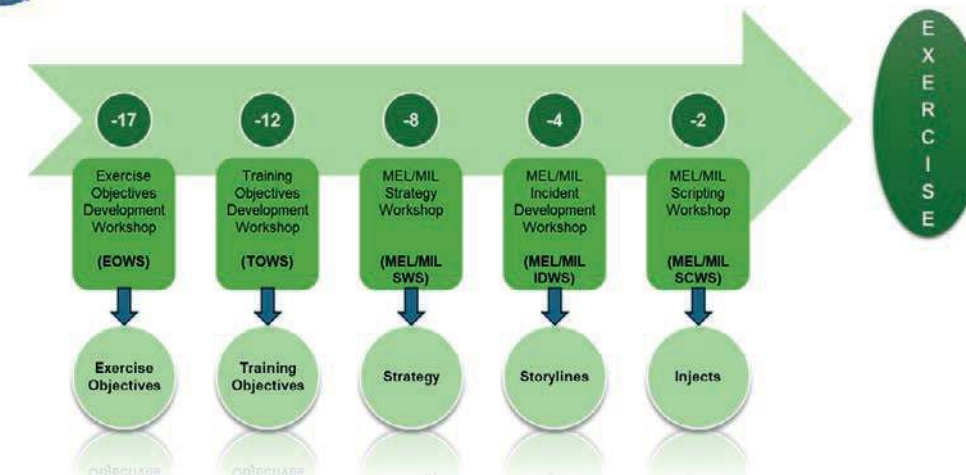 -17
-12
-8
-4
-2
Exercise
Objectives
Development
Workshop
(EOWS)
Training
Objectives
Development
Workshop
(TOWS)
MEL/MIL
Strategy
Workshop
(MEL/MIL
SWS)
MEL/MIL
Incident
Development
Workshop
(MEL/MIL
IDWS)
MEL/MIL
Scripting
Workshop
(MEL/MIL
SCWS)
Exercise
Objectives
Training
Objectives
Strategy
Storylines
Injects
E
X
E
R
C
I
S
E